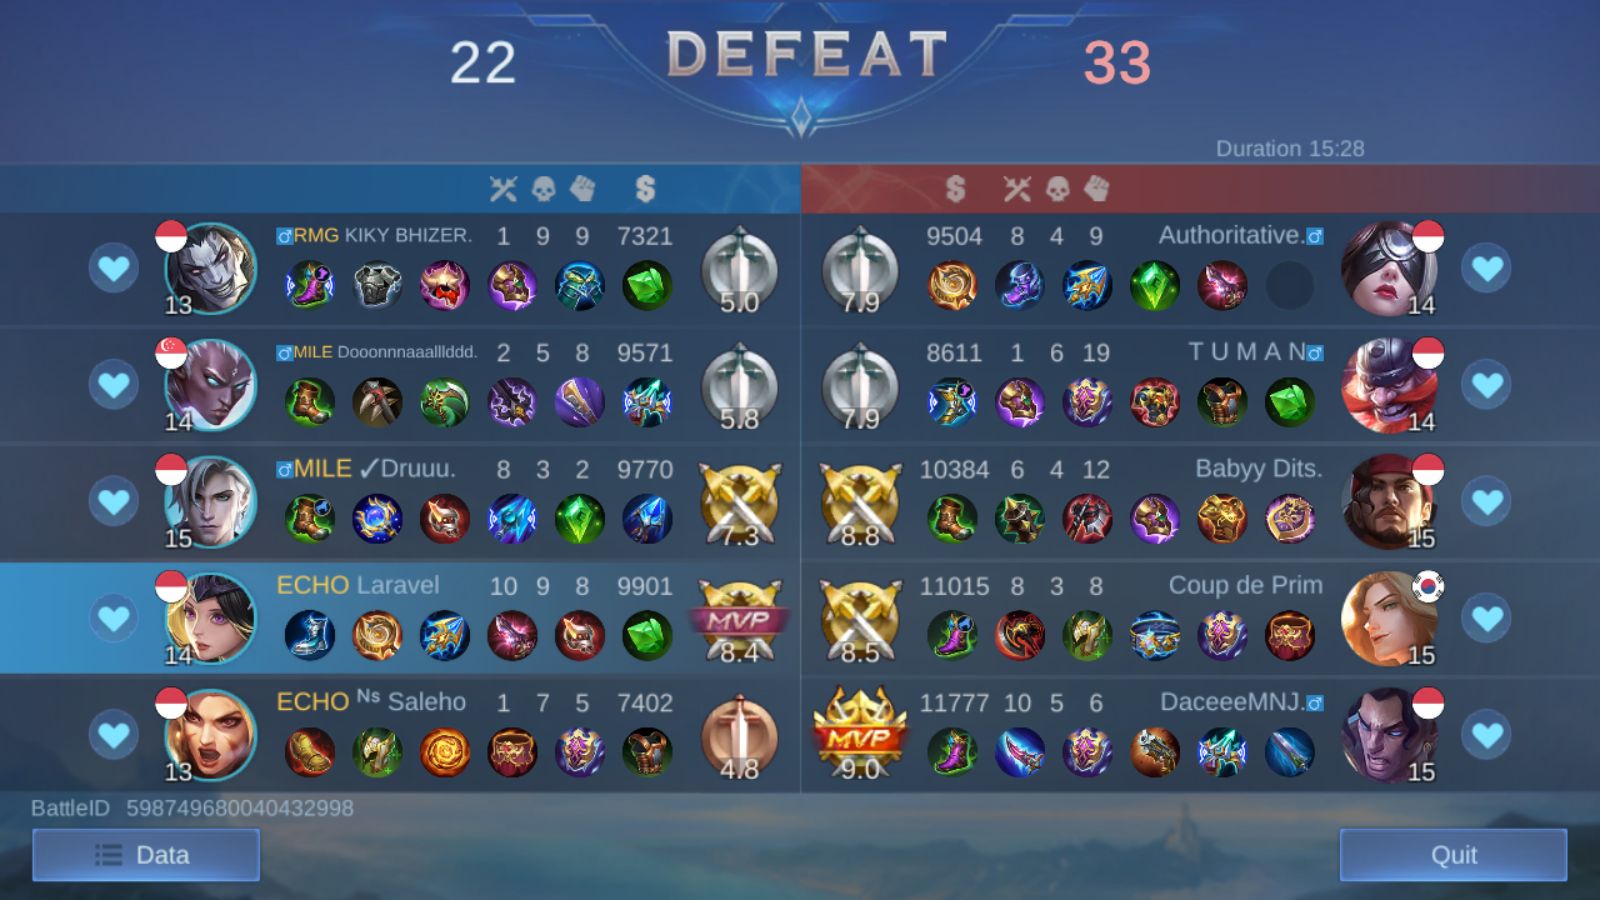 22 DEFEAT 33
Duration 15:28
RMG KIKY BHIZER. 1 9 9 7321 5.0 13
7.9 9504 8 4 9 Authoritative. 14
MILE Dooonnnaaallldddd. 2 5 8 9571 5.8 14
7.9 8611 1 6 19 T U M A N 14
MILE ✓Druuu. 8 3 2 9770 7.3 15
8.8 10384 6 4 12 Babyy Dits. 15
ECHO Laravel 10 9 8 9901 MVP 8.4 14
8.5 11015 8 3 8 Coup de Prim 15
ECHO ᴺˢ Saleho 1 7 5 7402 4.8 13
MVP 9.0 11777 10 5 6 DaceeeMNJ. 15
BattleID 598749680040432998
Data
Quit